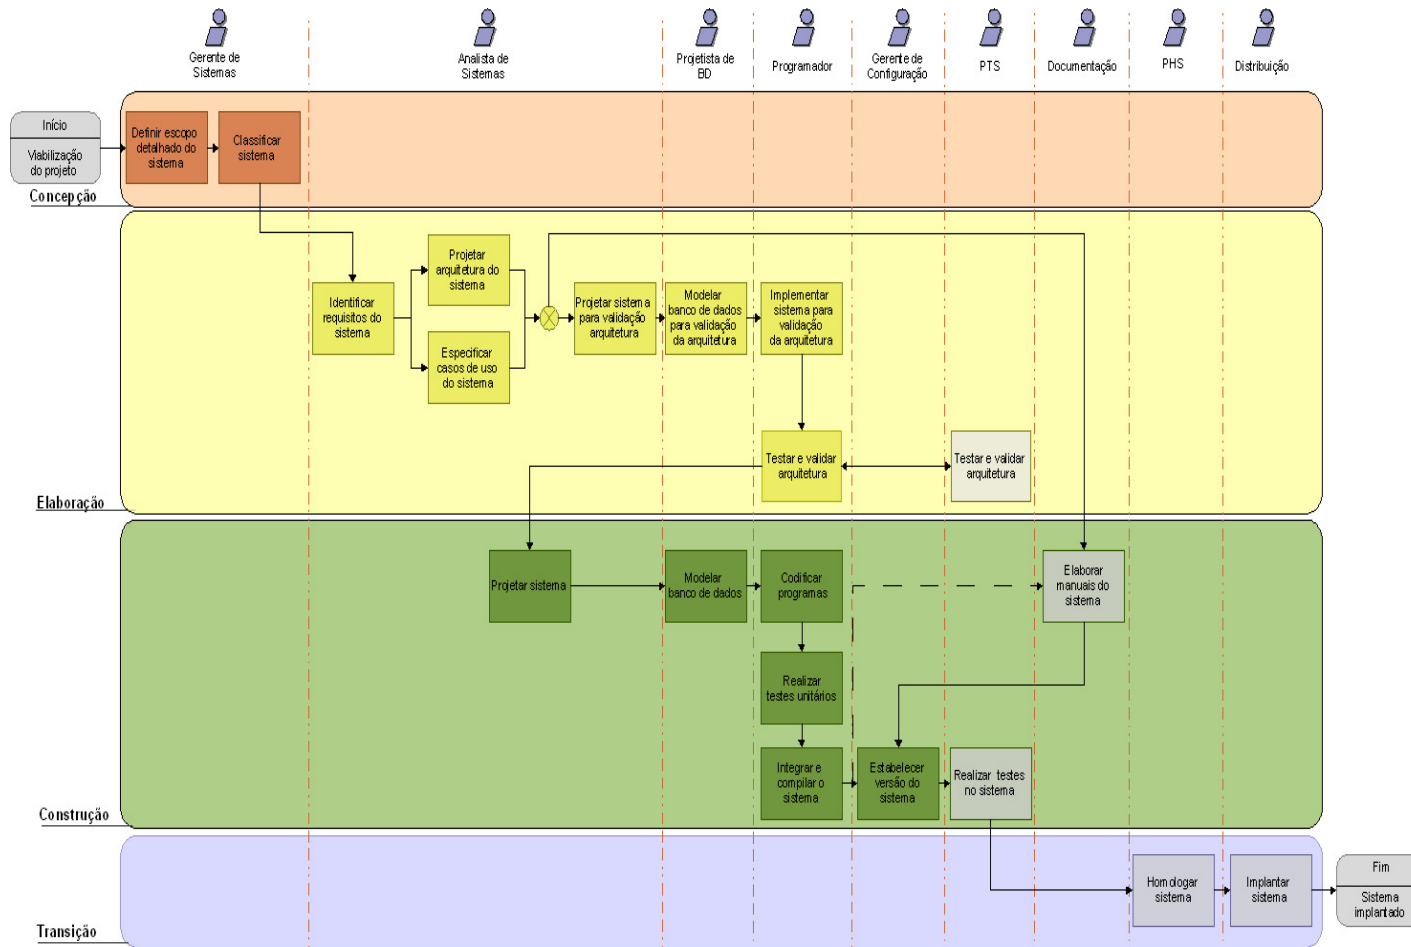 Gerente de
Sistemas
Analista de
Sistemas
Projetista de
BD
Programador
Gerente de
Configuração
PTS
Documentação
PHS
Distribuição
Início
Viabilização
do projeto
Definir escopo
detalhado do
sistema
Classificar
sistema
Concepção
Identificar
requisitos do
sistema
Projetar
arquitetura do
sistema
Especificar
casos de uso
do sistema
Projetar sistema
para validação
arquitetura
Modelar
banco de dados
para validação
da arquitetura
Implementar
sistema para
validação
da arquitetura
Testar e validar
arquitetura
Testar e validar
arquitetura
Elaboração
Projetar sistema
Modelar
banco de dados
Codificar
programas
Elaborar
manuais do
sistema
Realizar
testes unitários
Integrar e
compilar o
sistema
Estabelecer
versão do
sistema
Realizar testes
no sistema
Construção
Homologar
sistema
Implantar
sistema
Fim
Sistema
implantado
Transição